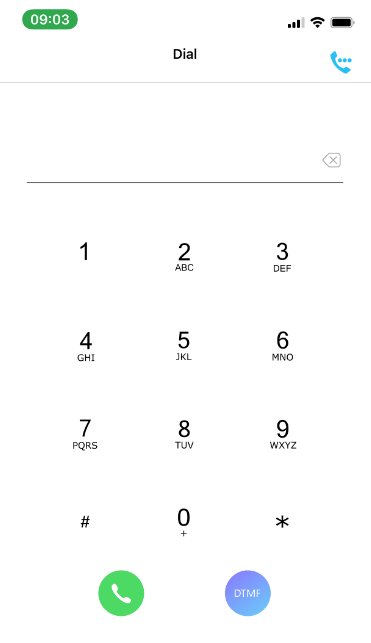 09:03
Dial
1 2 3
ABC DEF
4 5 6
GHI JKL MNO
7 8 9
PQRS TUV WXYZ
# 0 *
+
DTMF